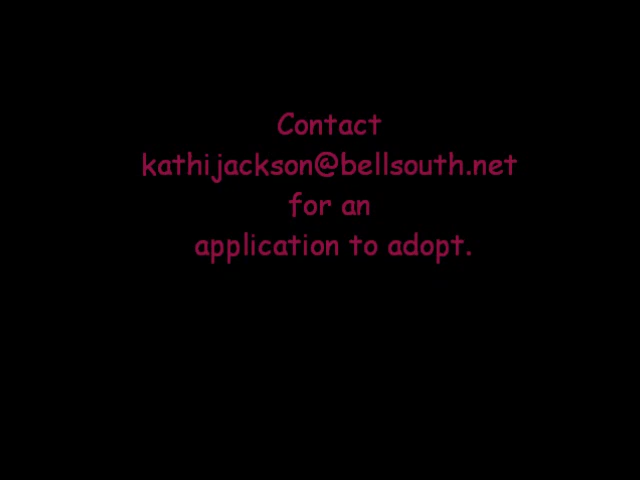 Contact
kathijackson@bellsouth.net
for an
application to adopt.